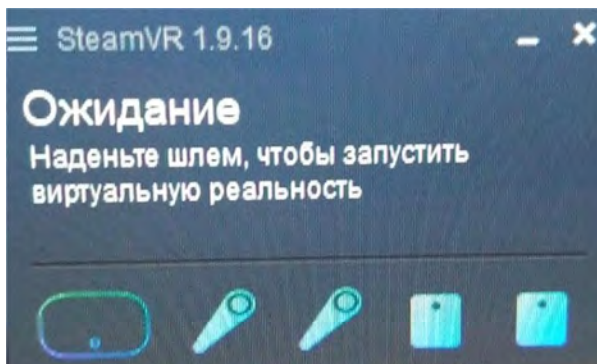 SteamVR 1.9.16
Ожидание
Наденьте шлем, чтобы запустить
виртуальную реальность